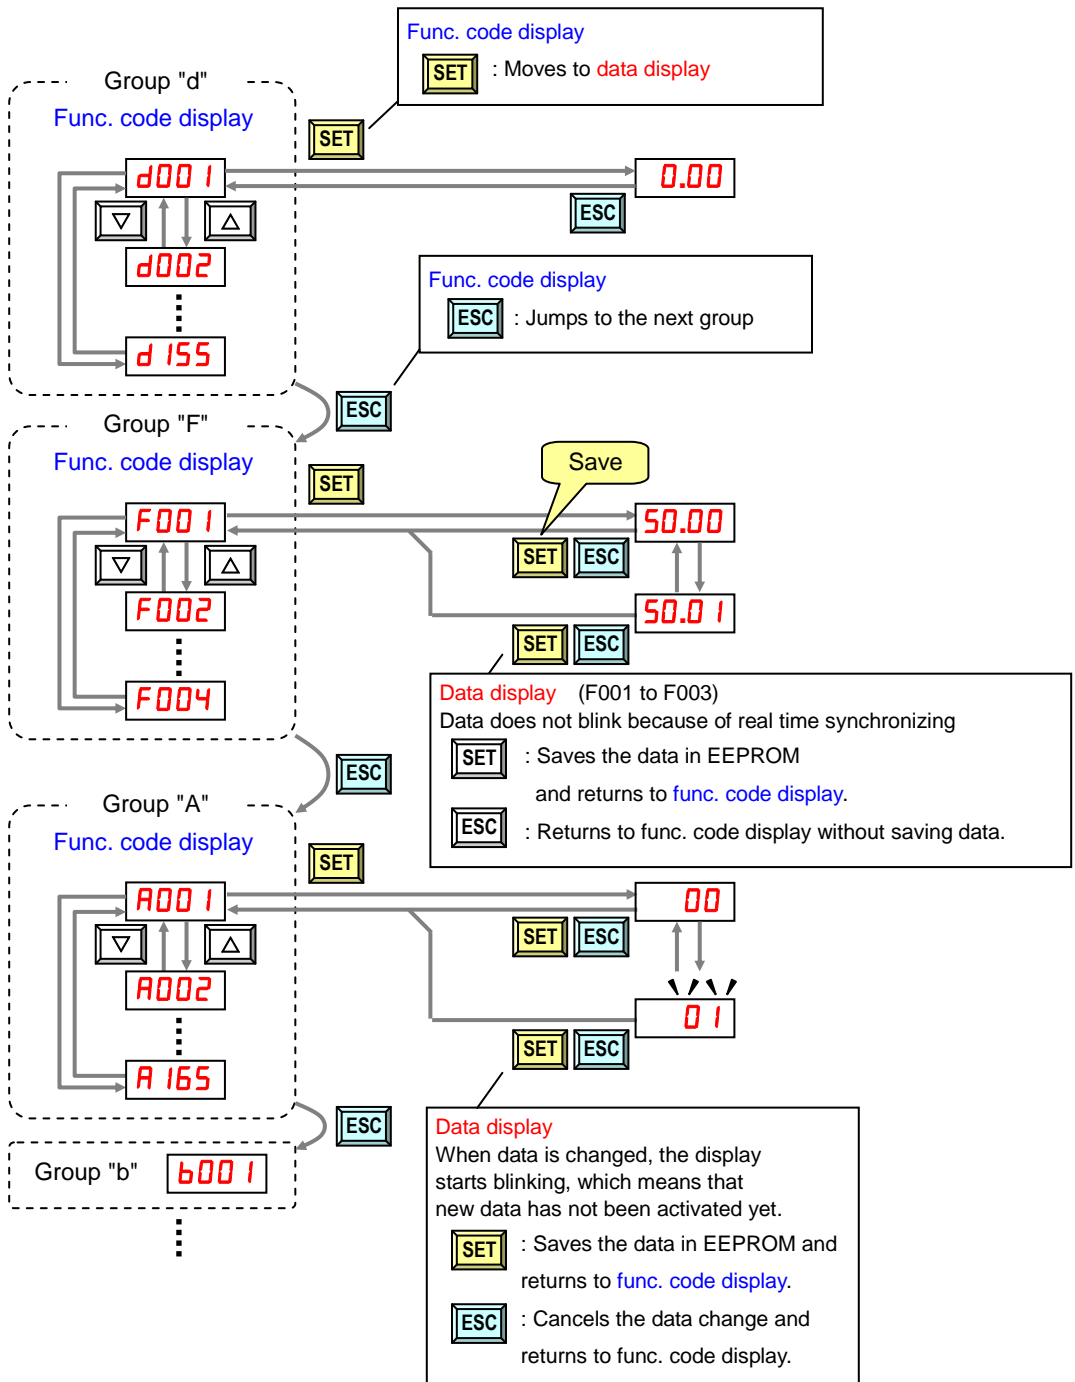 Func. code display
SET : Moves to data display
Group "d"
Func. code display
SET
d001
0.00
ESC
d002
Func. code display
ESC : Jumps to the next group
d155
ESC
Group "F"
Func. code display
SET
Save
F001
50.00
SET ESC
F002
50.01
SET ESC
F004
Data display (F001 to F003)
Data does not blink because of real time synchronizing
SET : Saves the data in EEPROM
and returns to func. code display.
ESC : Returns to func. code display without saving data.
ESC
Group "A"
Func. code display
SET
A001
00
SET ESC
A002
01
SET ESC
A165
ESC
Data display
When data is changed, the display
starts blinking, which means that
new data has not been activated yet.
SET : Saves the data in EEPROM and
returns to func. code display.
ESC : Cancels the data change and
returns to func. code display.
Group "b" b001